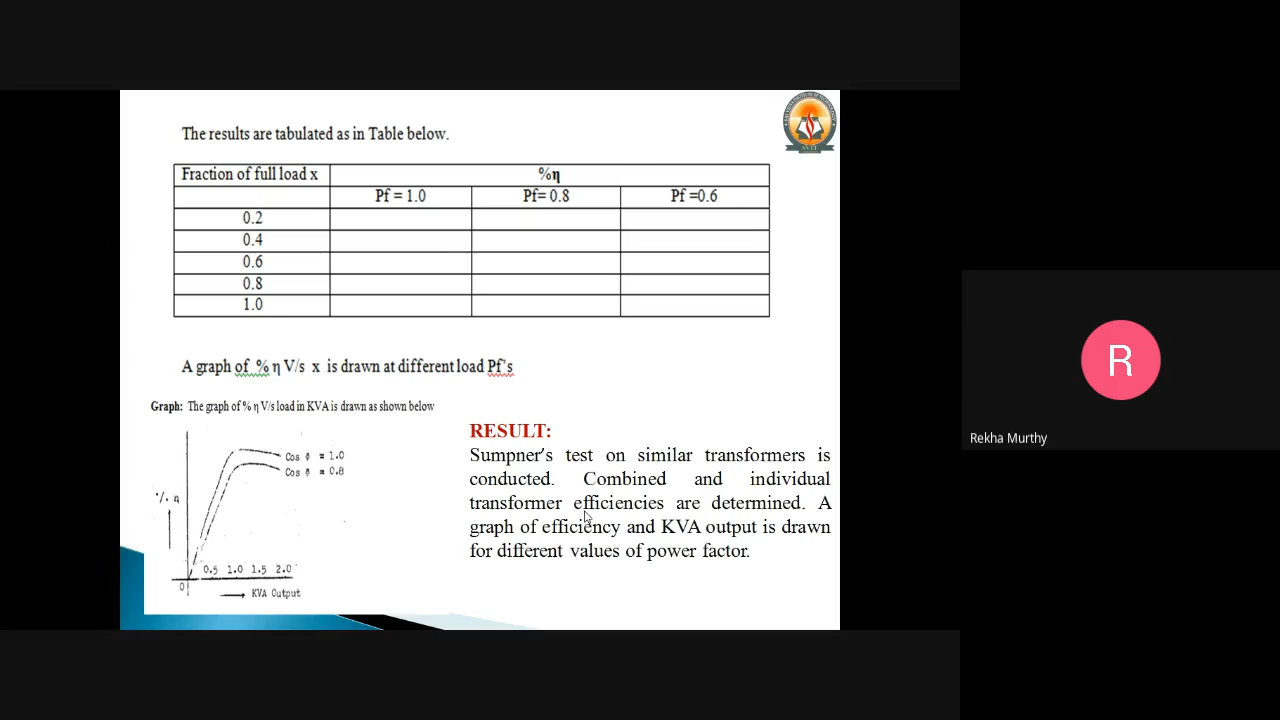 The results are tabulated as in Table below.
Fraction of full load x %η
Pf = 1.0 Pf= 0.8 Pf =0.6
0.2
0.4
0.6
0.8
1.0
A graph of % η V/s x is drawn at different load Pf's
Graph: The graph of % η V/s load in KVA is drawn as shown below
Cos ϕ = 1.0
Cos ϕ = 0.8
% η
0.5 1.0 1.5 2.0
0
KVA Output
RESULT:
Sumpner's test on similar transformers is
conducted. Combined and individual
transformer efficiencies are determined. A
graph of efficiency and KVA output is drawn
for different values of power factor.
SVIT
R
Rekha Murthy